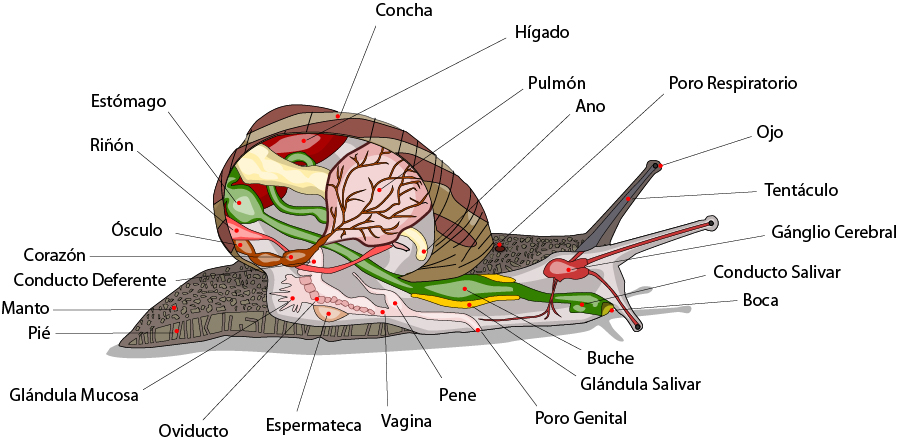 Concha
Hígado
Pulmón
Poro Respiratorio
Estómago
Ano
Ojo
Riñón
Tentáculo
Ósculo
Gánglio Cerebral
Corazón
Conducto Salivar
Conducto Deferente
Boca
Manto
Pié
Buche
Glándula Salivar
Glándula Mucosa
Pene
Poro Genital
Vagina
Espermateca
Oviducto